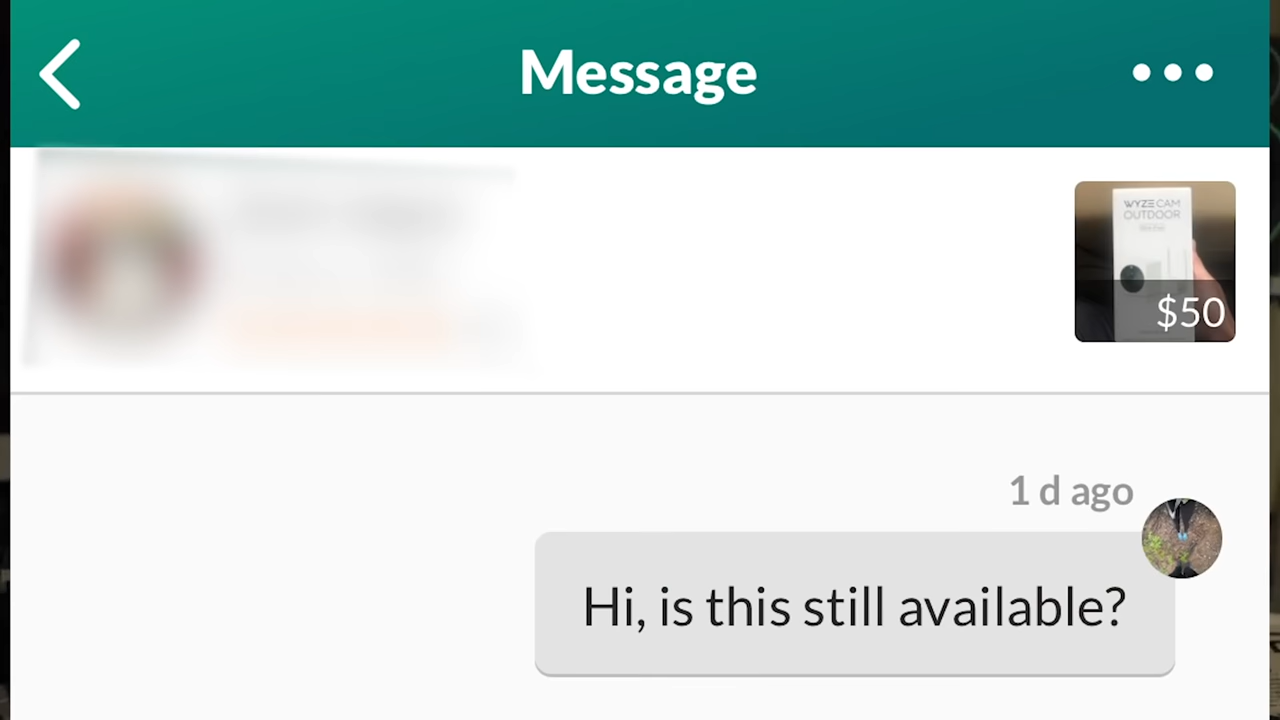 Message
WYZE CAM
OUTDOOR
$50
1 d ago
Hi, is this still available?